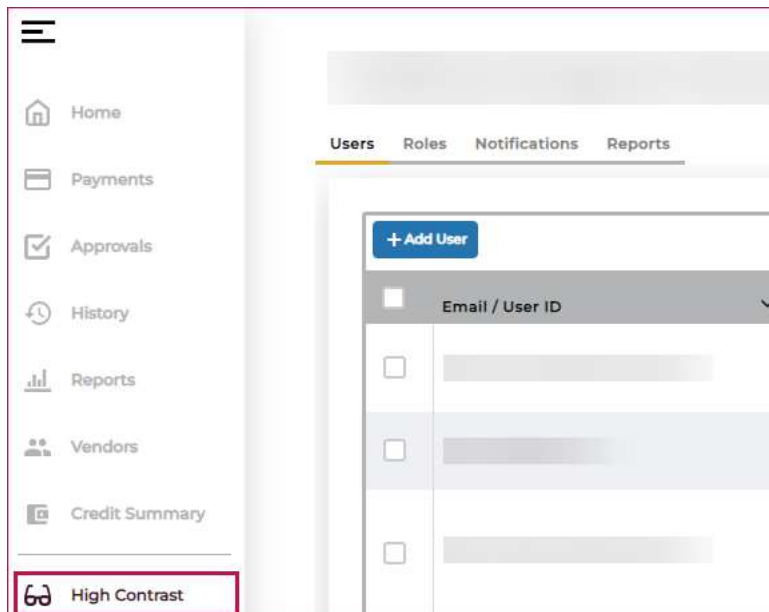 Home
Payments
Approvals
History
Reports
Vendors
Credit Summary
High Contrast
Users Roles Notifications Reports
+ Add User
Email / User ID